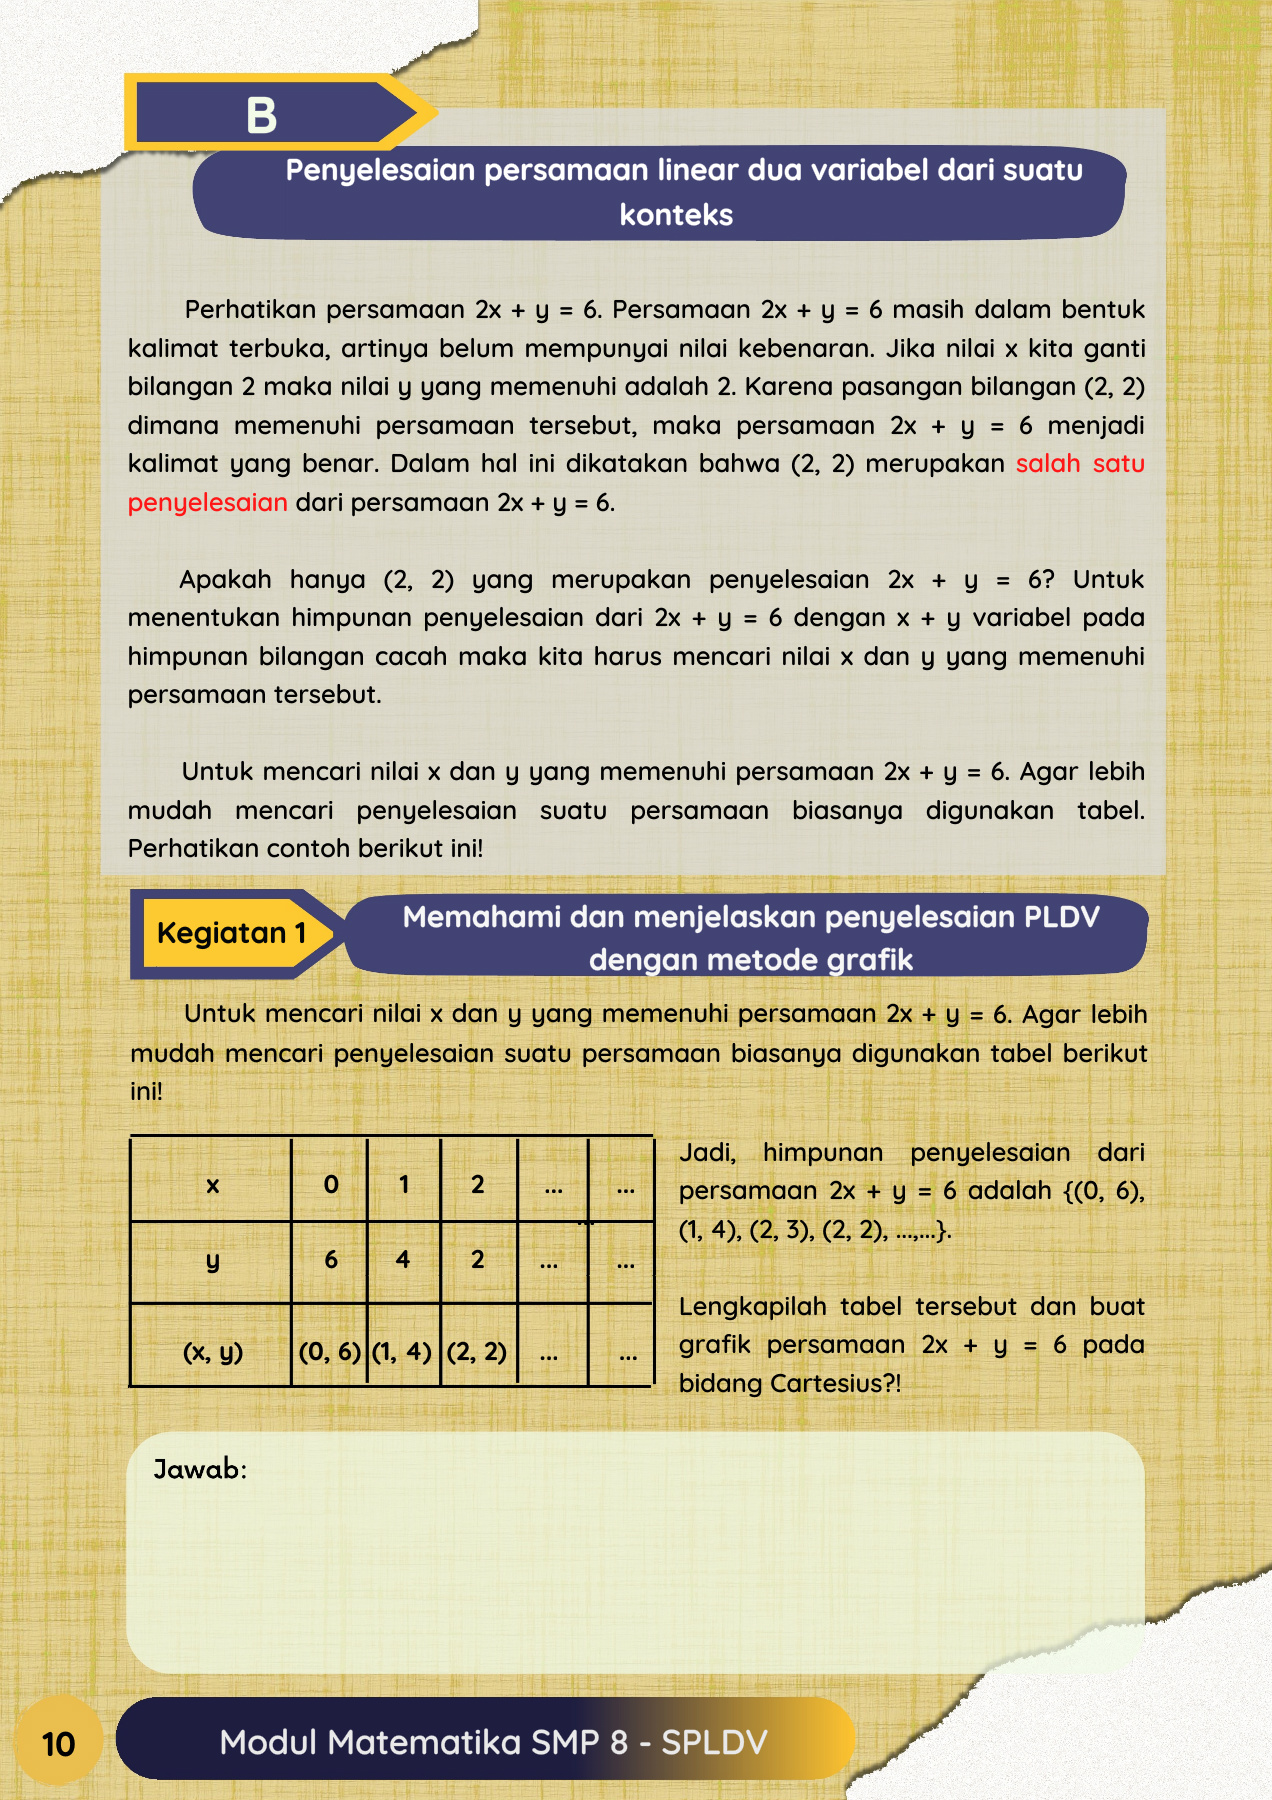 B
Penyelesaian persamaan linear dua variabel dari suatu
konteks
Perhatikan persamaan 2x + y = 6. Persamaan 2x + y = 6 masih dalam bentuk
kalimat terbuka, artinya belum mempunyai nilai kebenaran. Jika nilai x kita ganti
bilangan 2 maka nilai y yang memenuhi adalah 2. Karena pasangan bilangan (2, 2)
dimana memenuhi persamaan tersebut, maka persamaan 2x + y = 6 menjadi
kalimat yang benar. Dalam hal ini dikatakan bahwa (2, 2) merupakan salah satu
penyelesaian dari persamaan 2x + y = 6.
Apakah hanya (2, 2) yang merupakan penyelesaian 2x + y = 6? Untuk
menentukan himpunan penyelesaian dari 2x + y = 6 dengan x + y variabel pada
himpunan bilangan cacah maka kita harus mencari nilai x dan y yang memenuhi
persamaan tersebut.
Untuk mencari nilai x dan y yang memenuhi persamaan 2x + y = 6. Agar lebih
mudah mencari penyelesaian suatu persamaan biasanya digunakan tabel.
Perhatikan contoh berikut ini!
Kegiatan 1
Memahami dan menjelaskan penyelesaian PLDV
dengan metode grafik
Untuk mencari nilai x dan y yang memenuhi persamaan 2x + y = 6. Agar lebih
mudah mencari penyelesaian suatu persamaan biasanya digunakan tabel berikut
ini!
x 0 1 2 ... ...
...
y 6 4 2 ... ...
(x, y) (0, 6) (1, 4) (2, 2) ... ...
Jadi, himpunan penyelesaian dari
persamaan 2x + y = 6 adalah {(0, 6),
(1, 4), (2, 3), (2, 2), ...,...}.
Lengkapilah tabel tersebut dan buat
grafik persamaan 2x + y = 6 pada
bidang Cartesius?!
Jawab:
10
Modul Matematika SMP 8 - SPLDV